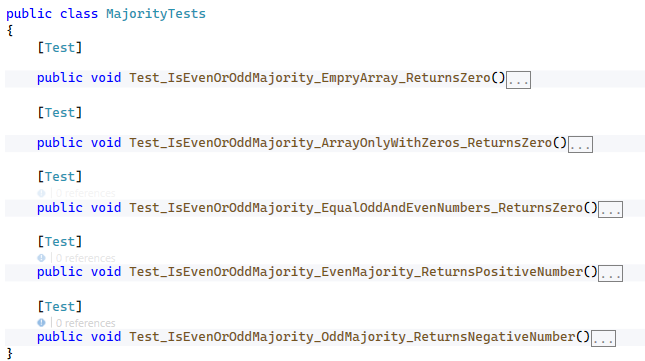 public class MajorityTests
{
[Test]
public void Test_IsEvenOrOddMajority_EmpryArray_ReturnsZero()...
[Test]
public void Test_IsEvenOrOddMajority_ArrayOnlyWithZeros_ReturnsZero()...
[Test]
| 0 references
public void Test_IsEvenOrOddMajority_EqualOddAndEvenNumbers_ReturnsZero()...
[Test]
| 0 references
public void Test_IsEvenOrOddMajority_EvenMajority_ReturnsPositiveNumber()...
[Test]
| 0 references
public void Test_IsEvenOrOddMajority_OddMajority_ReturnsNegativeNumber()...
}